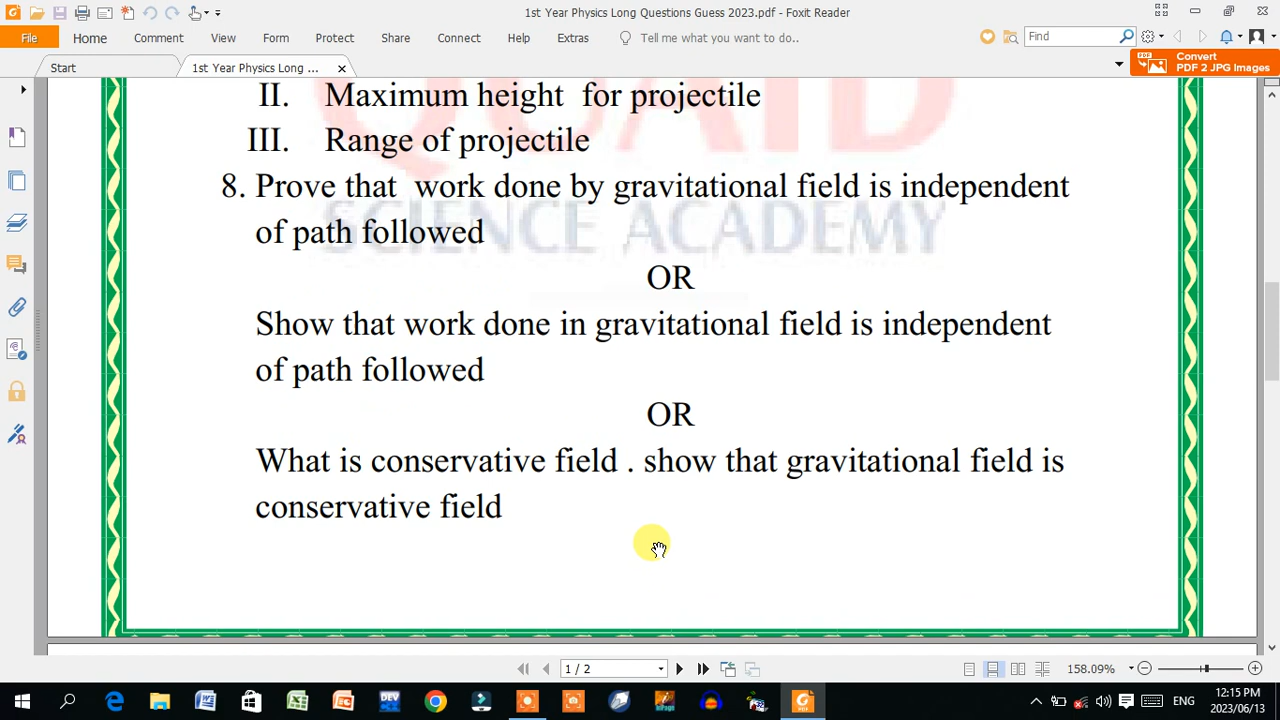 1st Year Physics Long Questions Guess 2023.pdf - Foxit Reader
File Home Comment View Form Protect Share Connect Help Extras Tell me what you want to do.. Find
Start 1st Year Physics Long ... Convert
PDF 2 JPG Images
QUAID
II. Maximum height for projectile
III. Range of projectile
8. Prove that work done by gravitational field is independent
SCIENCE ACADEMY
of path followed
OR
Show that work done in gravitational field is independent
of path followed
OR
What is conservative field . show that gravitational field is
conservative field
1 / 2 158.09%
ENG 12:15 PM
2023/06/13